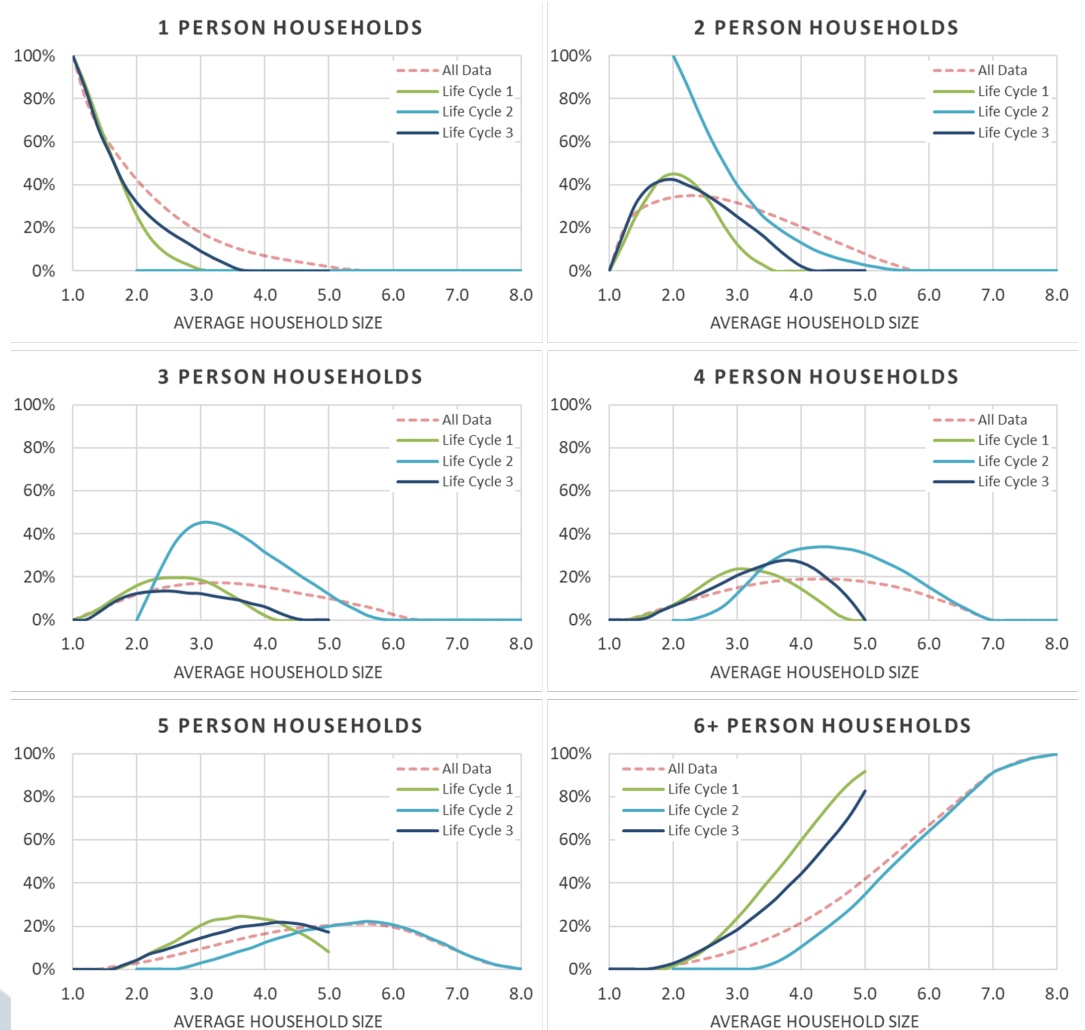 1 PERSON HOUSEHOLDS
100%
80%
60%
40%
20%
0%
1.0 2.0 3.0 4.0 5.0 6.0 7.0 8.0
AVERAGE HOUSEHOLD SIZE
All Data
Life Cycle 1
Life Cycle 2
Life Cycle 3
2 PERSON HOUSEHOLDS
100%
80%
60%
40%
20%
0%
1.0 2.0 3.0 4.0 5.0 6.0 7.0 8.0
AVERAGE HOUSEHOLD SIZE
All Data
Life Cycle 1
Life Cycle 2
Life Cycle 3
3 PERSON HOUSEHOLDS
100%
80%
60%
40%
20%
0%
1.0 2.0 3.0 4.0 5.0 6.0 7.0 8.0
AVERAGE HOUSEHOLD SIZE
All Data
Life Cycle 1
Life Cycle 2
Life Cycle 3
4 PERSON HOUSEHOLDS
100%
80%
60%
40%
20%
0%
1.0 2.0 3.0 4.0 5.0 6.0 7.0 8.0
AVERAGE HOUSEHOLD SIZE
All Data
Life Cycle 1
Life Cycle 2
Life Cycle 3
5 PERSON HOUSEHOLDS
100%
80%
60%
40%
20%
0%
1.0 2.0 3.0 4.0 5.0 6.0 7.0 8.0
AVERAGE HOUSEHOLD SIZE
All Data
Life Cycle 1
Life Cycle 2
Life Cycle 3
6+ PERSON HOUSEHOLDS
100%
80%
60%
40%
20%
0%
1.0 2.0 3.0 4.0 5.0 6.0 7.0 8.0
AVERAGE HOUSEHOLD SIZE
All Data
Life Cycle 1
Life Cycle 2
Life Cycle 3